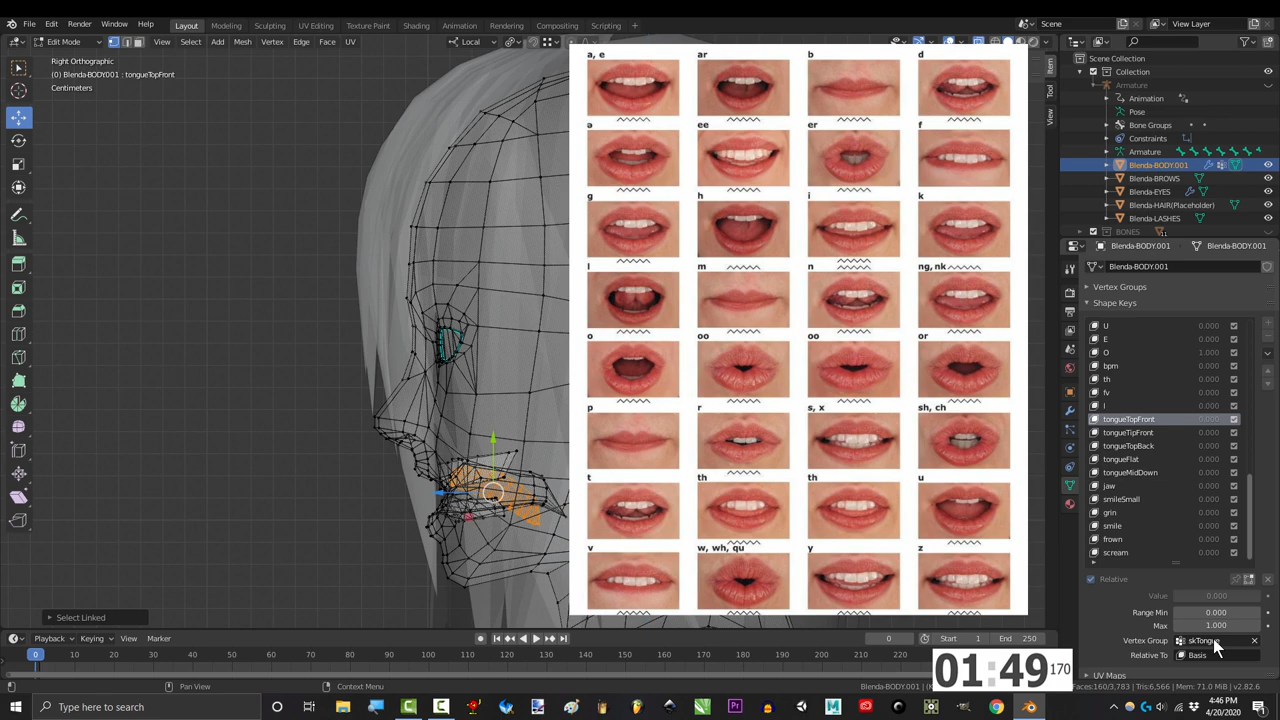 File Edit Render Window Help Layout Modeling Sculpting UV Editing Texture Paint Shading Animation Rendering Compositing Scripting Scene View Layer
Edit Mode View Select Add Mesh Vertex Edge Face UV Local
Right Orthographic
(0) Blenda-BODY.001 : tongueTopFront
Centimeters
Select Linked
a, e ar b d
a ee er f
g h i k
l m n ng, nk
o oo oo or
p r s, x sh, ch
t th th u
v w, wh, qu y z
Item
Tool
View
Scene Collection
Collection
Armature
Animation
Pose
Bone Groups
Constraints
Armature
Blenda-BODY.001
Blenda-BROWS
Blenda-EYES
Blenda-HAIR(Placeholder)
Blenda-LASHES
BONES
Blenda-BODY.001 Blenda-BODY.001
Blenda-BODY.001
Vertex Groups
Shape Keys
U 0.000
E 0.000
O 1.000
bpm 0.000
th 0.000
fv 0.000
l 0.000
tongueTopFront 0.000
tongueTipFront 0.000
tongueTopBack 0.000
tongueFlat 0.000
tongueMidDown 0.000
jaw 0.000
smileSmall 0.000
grin 0.000
smile 0.000
frown 0.000
scream 0.000
Relative
Value 0.000
Range Min 0.000
Max 1.000
Vertex Group skTongue
Relative To Basis
UV Maps
Playback Keying View Marker 0 Start 1 End 250
0 10 20 30 40 50 60 70 80 90 100 110 120 130 140 150 160 170 180 190 200 210 220
01:49 170
Pan View Context Menu Blenda-BODY.001 Faces:160/3,783 | Tris:6,566 | Mem: 71.0 MiB | v2.82.6
Type here to search
4:46 PM
4/20/2020